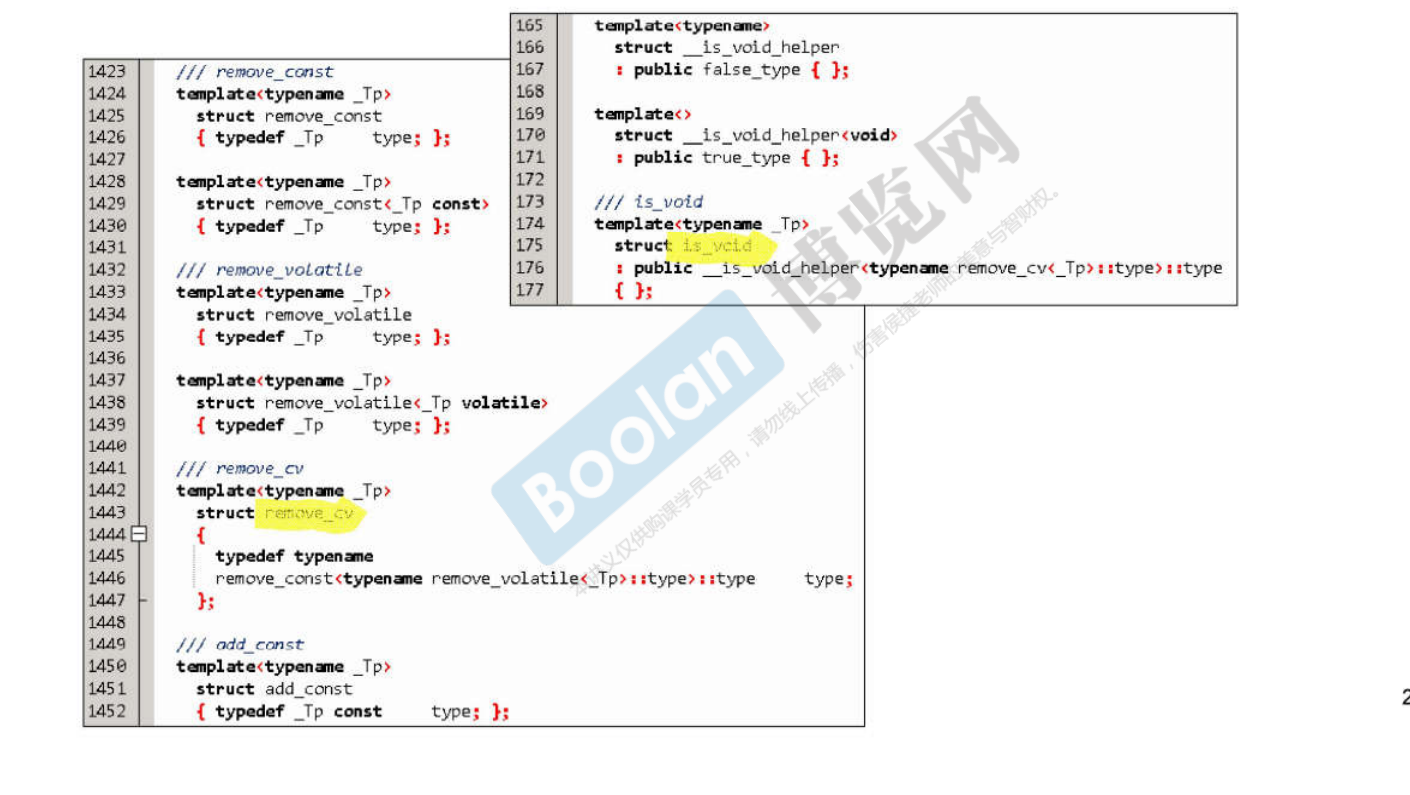 165 template<typename>
166 struct __is_void_helper
167 : public false_type { };
168
169 template<>
170 struct __is_void_helper<void>
171 : public true_type { };
172
173 /// is_void
174 template<typename _Tp>
175 struct is_void
176 : public __is_void_helper<typename remove_cv<_Tp>::type>::type
177 { };
1423 /// remove_const
1424 template<typename _Tp>
1425 struct remove_const
1426 { typedef _Tp type; };
1427
1428 template<typename _Tp>
1429 struct remove_const<_Tp const>
1430 { typedef _Tp type; };
1431
1432 /// remove_volatile
1433 template<typename _Tp>
1434 struct remove_volatile
1435 { typedef _Tp type; };
1436
1437 template<typename _Tp>
1438 struct remove_volatile<_Tp volatile>
1439 { typedef _Tp type; };
1440
1441 /// remove_cv
1442 template<typename _Tp>
1443 struct remove_cv
1444 {
1445 typedef typename
1446 remove_const<typename remove_volatile<_Tp>::type>::type type;
1447 };
1448
1449 /// add_const
1450 template<typename _Tp>
1451 struct add_const
1452 { typedef _Tp const type; };
Boolan 博览网
本讲义仅供购课学员专用,请勿线上传播,伤害侯捷老师的美意与智财权。
2